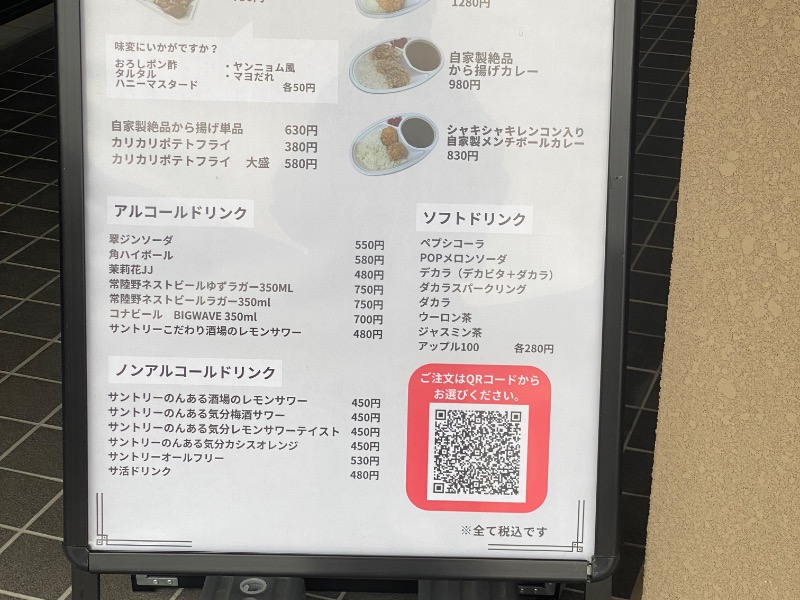 1280円
味変にいかがですか？
おろしポン酢 ・ヤンニョム風
タルタル ・マヨだれ
ハニーマスタード 各50円
自家製絶品
から揚げカレー
980円
自家製絶品から揚げ単品 630円
カリカリポテトフライ 380円
カリカリポテトフライ 大盛 580円
シャキシャキレンコン入り
自家製メンチボールカレー
830円
アルコールドリンク
翠ジンソーダ 550円
角ハイボール 580円
茉莉花JJ 480円
常陸野ネストビールゆずラガー350ML 750円
常陸野ネストビールラガー350ml 750円
コナビール BIGWAVE 350ml 700円
サントリーこだわり酒場のレモンサワー 480円
ノンアルコールドリンク
サントリーのんある酒場のレモンサワー 450円
サントリーのんある気分梅酒サワー 450円
サントリーのんある気分レモンサワーテイスト 450円
サントリーのんある気分カシスオレンジ 450円
サントリーオールフリー 530円
サ活ドリンク 480円
ソフトドリンク
ペプシコーラ
POPメロンソーダ
デカラ（デカビタ＋ダカラ）
ダカラスパークリング
ダカラ
ウーロン茶
ジャスミン茶
アップル100 各280円
ご注文はQRコードから
お選びください。
※全て税込です